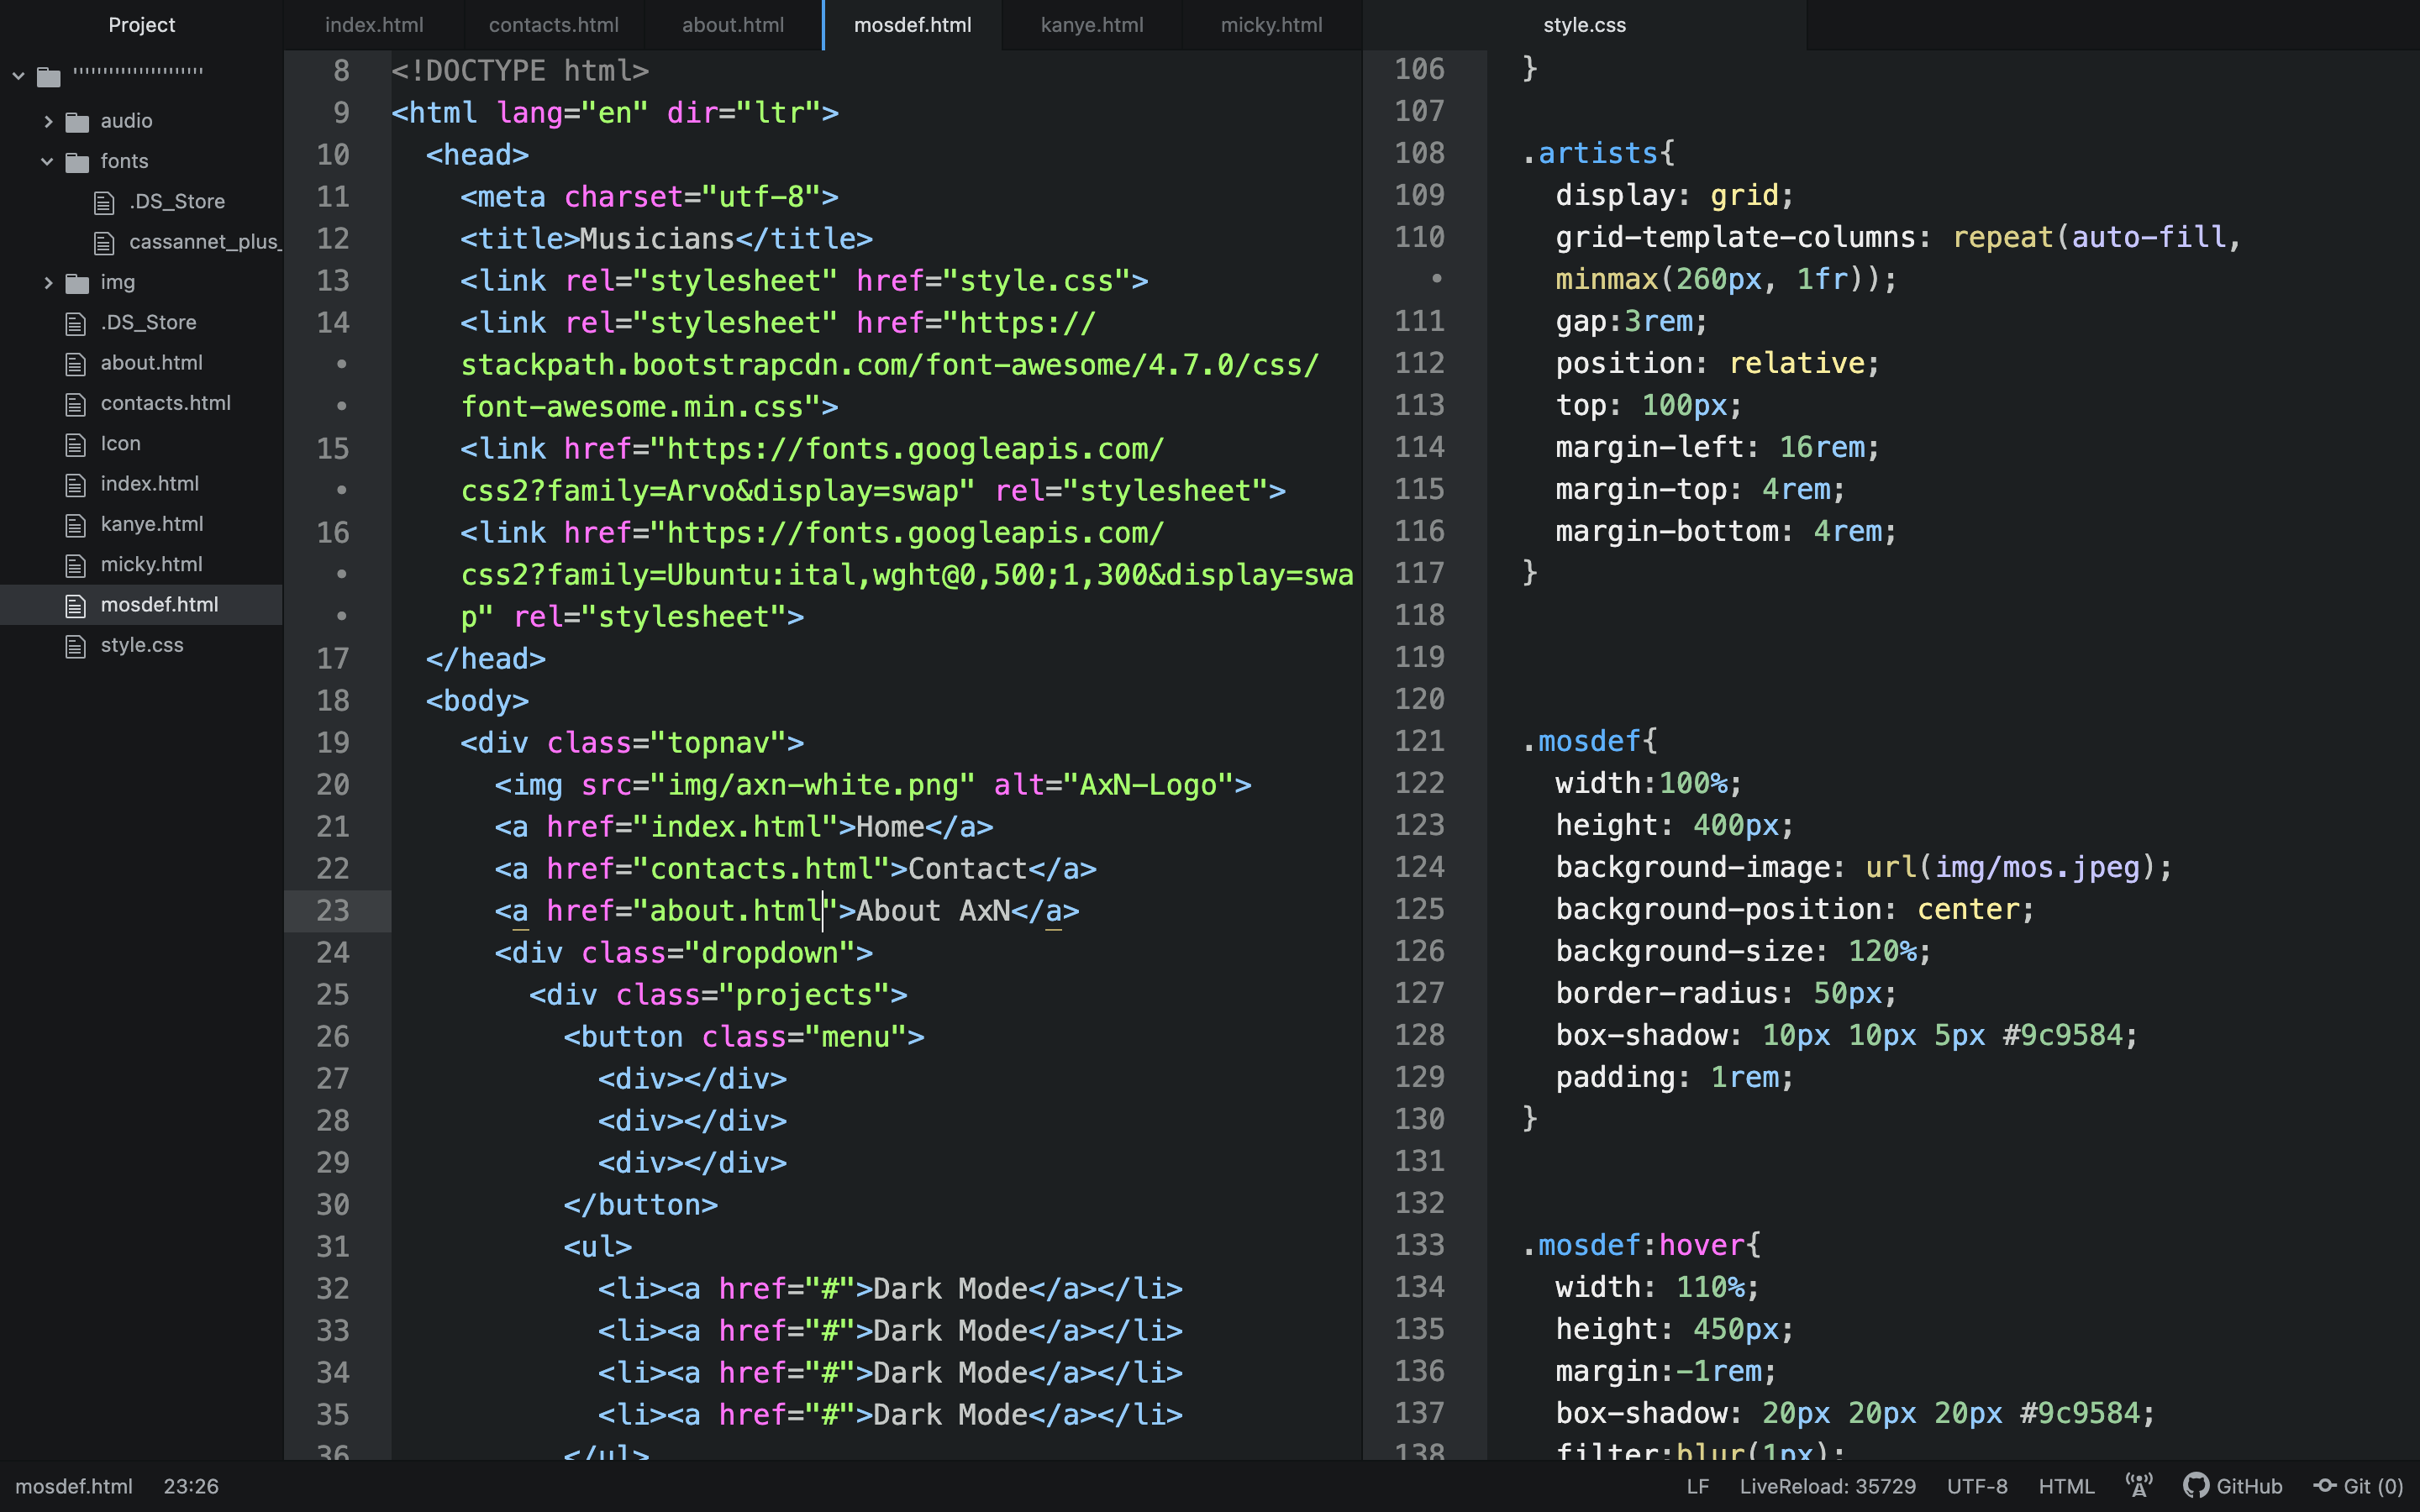 Project
''''''''''''''''''''''
audio
fonts
.DS_Store
cassannet_plus_
img
.DS_Store
about.html
contacts.html
Icon
index.html
kanye.html
micky.html
mosdef.html
style.css
index.html contacts.html about.html mosdef.html kanye.html micky.html
8 <!DOCTYPE html>
9 <html lang="en" dir="ltr">
10 <head>
11 <meta charset="utf-8">
12 <title>Musicians</title>
13 <link rel="stylesheet" href="style.css">
14 <link rel="stylesheet" href="https://
• stackpath.bootstrapcdn.com/font-awesome/4.7.0/css/
• font-awesome.min.css">
15 <link href="https://fonts.googleapis.com/
• css2?family=Arvo&display=swap" rel="stylesheet">
16 <link href="https://fonts.googleapis.com/
• css2?family=Ubuntu:ital,wght@0,500;1,300&display=swa
• p" rel="stylesheet">
17 </head>
18 <body>
19 <div class="topnav">
20 <img src="img/axn-white.png" alt="AxN-Logo">
21 <a href="index.html">Home</a>
22 <a href="contacts.html">Contact</a>
23 <a href="about.html">About AxN</a>
24 <div class="dropdown">
25 <div class="projects">
26 <button class="menu">
27 <div></div>
28 <div></div>
29 <div></div>
30 </button>
31 <ul>
32 <li><a href="#">Dark Mode</a></li>
33 <li><a href="#">Dark Mode</a></li>
34 <li><a href="#">Dark Mode</a></li>
35 <li><a href="#">Dark Mode</a></li>
36 </ul>
style.css
106 }
107
108 .artists{
109 display: grid;
110 grid-template-columns: repeat(auto-fill,
• minmax(260px, 1fr));
111 gap:3rem;
112 position: relative;
113 top: 100px;
114 margin-left: 16rem;
115 margin-top: 4rem;
116 margin-bottom: 4rem;
117 }
118
119
120
121 .mosdef{
122 width:100%;
123 height: 400px;
124 background-image: url(img/mos.jpeg);
125 background-position: center;
126 background-size: 120%;
127 border-radius: 50px;
128 box-shadow: 10px 10px 5px #9c9584;
129 padding: 1rem;
130 }
131
132
133 .mosdef:hover{
134 width: 110%;
135 height: 450px;
136 margin:-1rem;
137 box-shadow: 20px 20px 20px #9c9584;
138 filter:blur(1px);
mosdef.html 23:26 LF LiveReload: 35729 UTF-8 HTML GitHub Git (0)